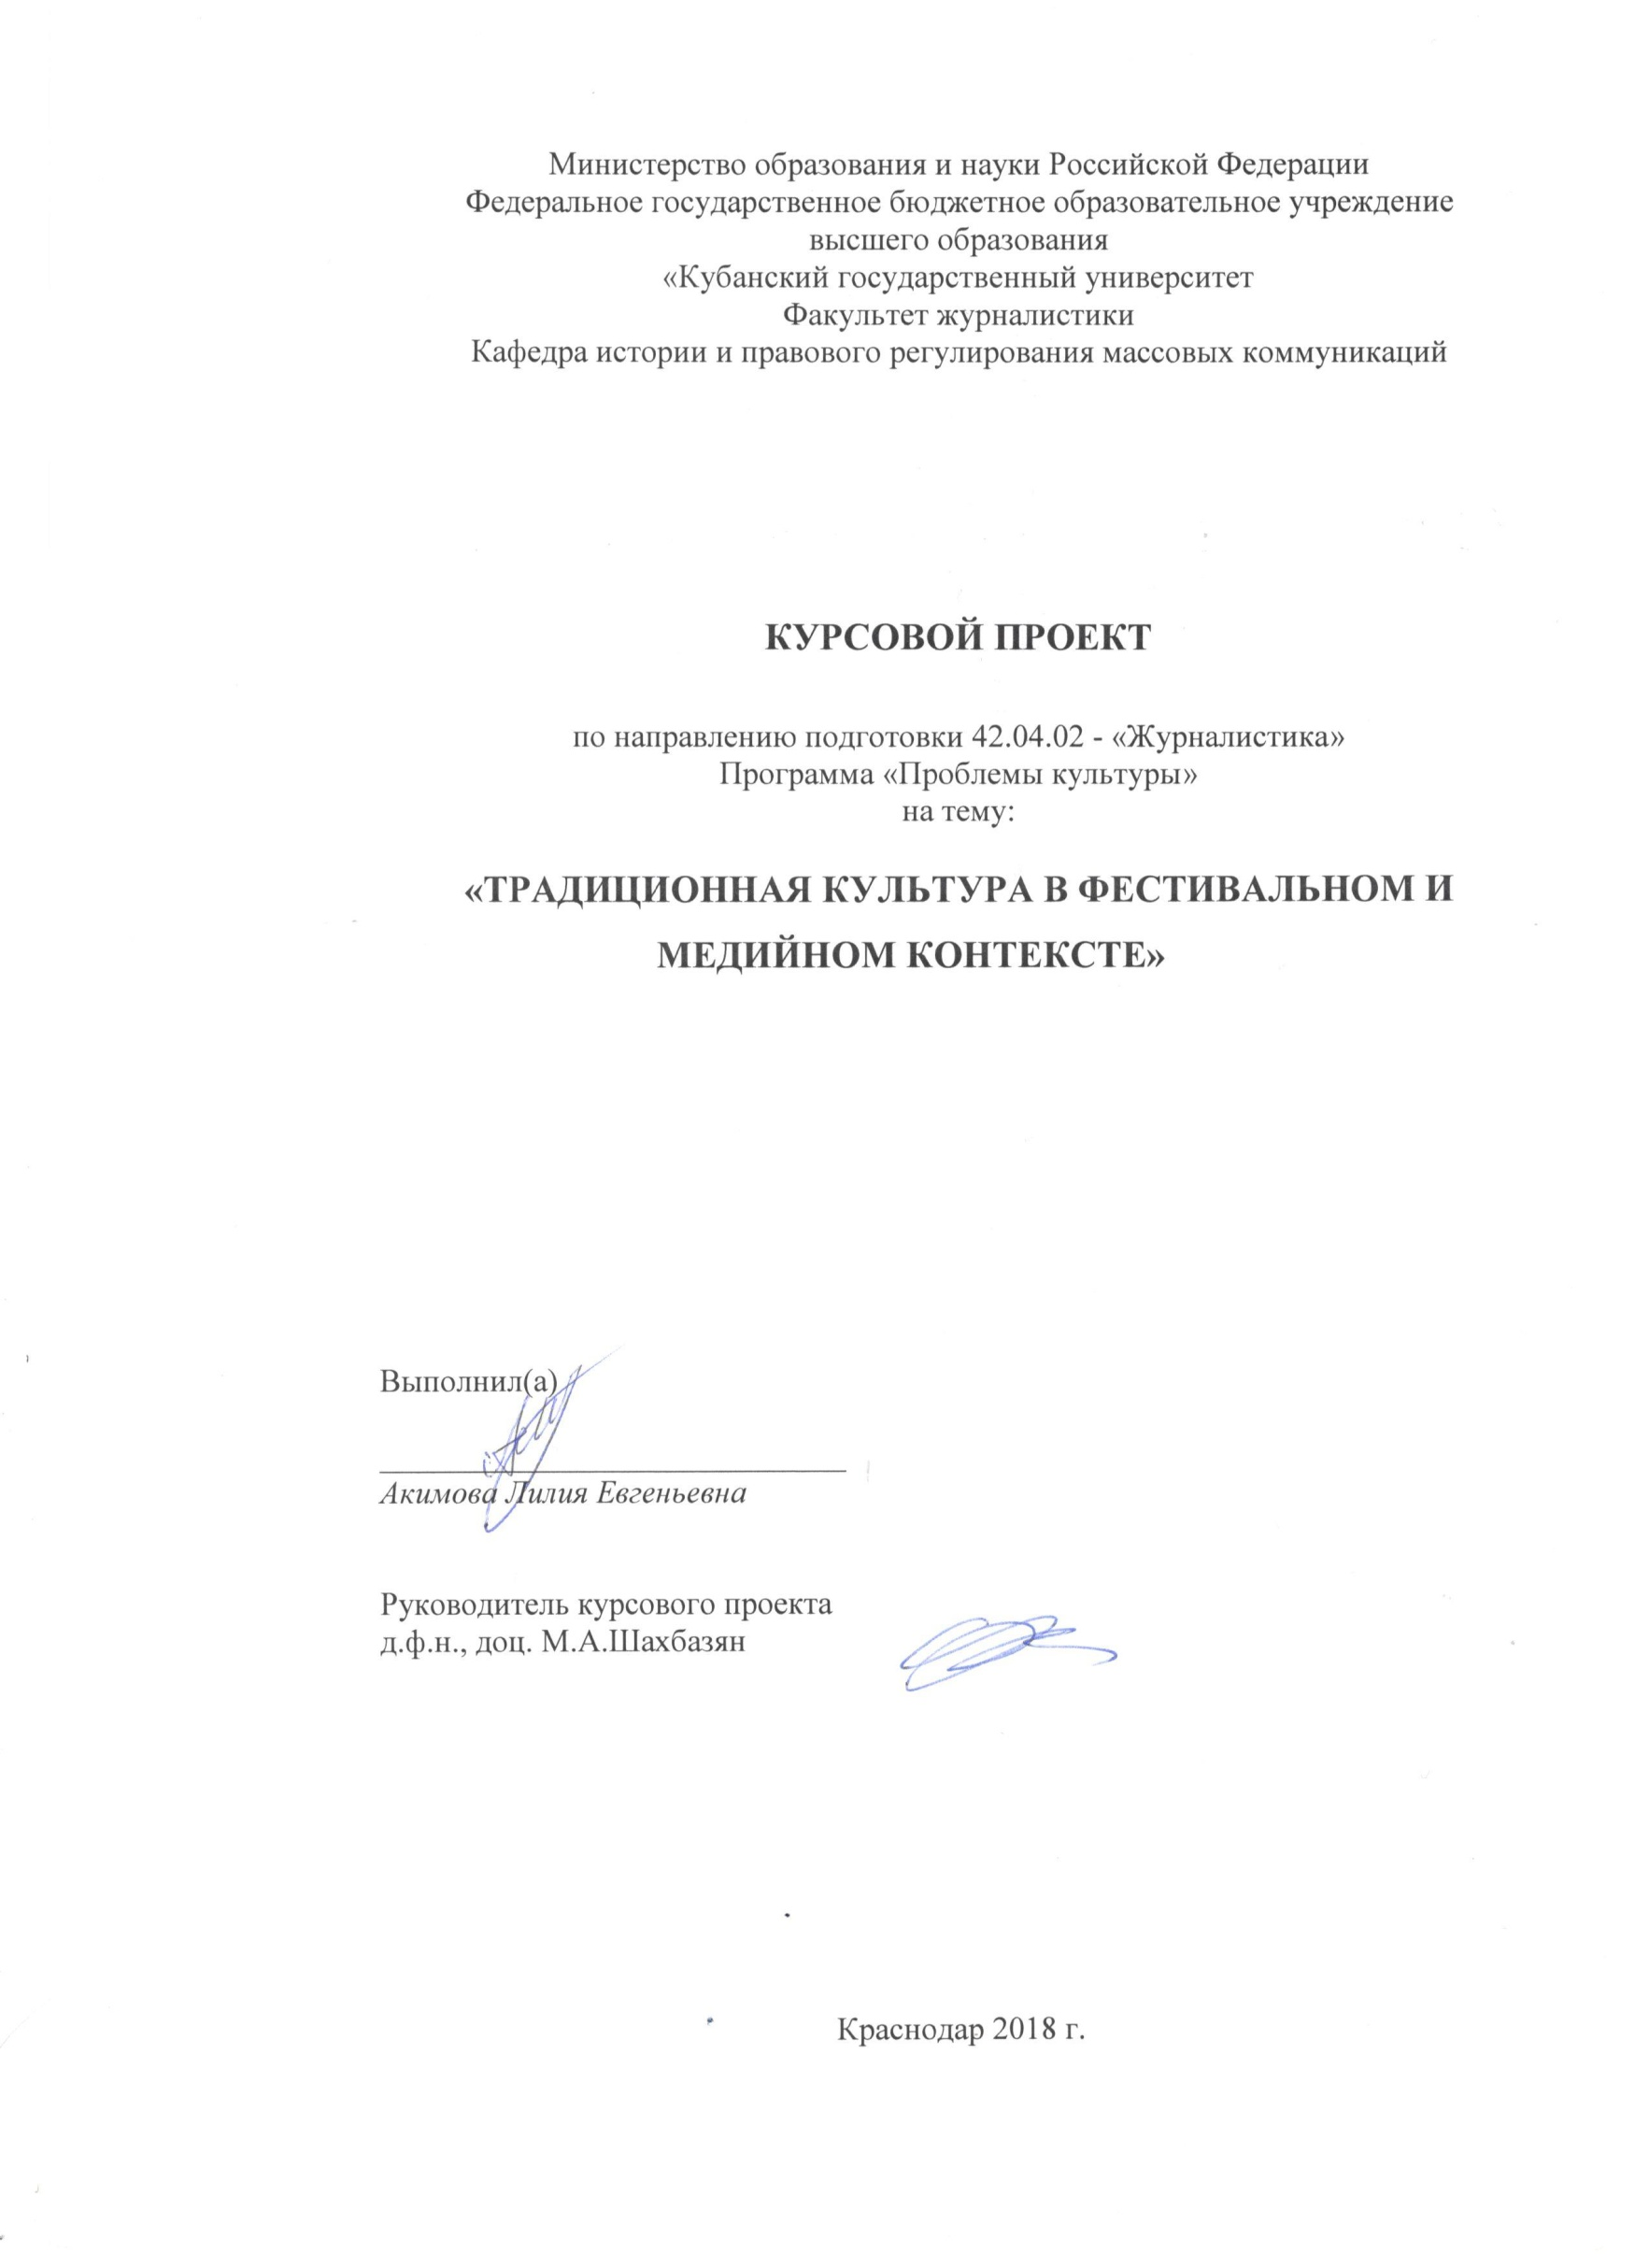 Министерство образования и науки Российской Федерации
Федеральное государственное бюджетное образовательное учреждение
высшего образования
«Кубанский государственный университет
Факультет журналистики
Кафедра истории и правового регулирования массовых коммуникаций
КУРСОВОЙ ПРОЕКТ
по направлению подготовки 42.04.02 - «Журналистика»
Программа «Проблемы культуры»
на тему:
«ТРАДИЦИОННАЯ КУЛЬТУРА В ФЕСТИВАЛЬНОМ И
МЕДИЙНОМ КОНТЕКСТЕ»
Выполнил(а)
Акимова Лилия Евгеньевна
Руководитель курсового проекта
д.ф.н., доц. М.А.Шахбазян
Краснодар 2018 г.